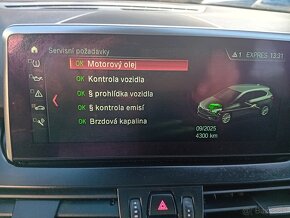 ⚠1 EXPRES 13:31
Servisní požadavky
OK Motorový olej
OK Kontrola vozidla
OK § prohlídka vozidla
OK § kontrola emisí
OK Brzdová kapalina
09/2025
4300 km